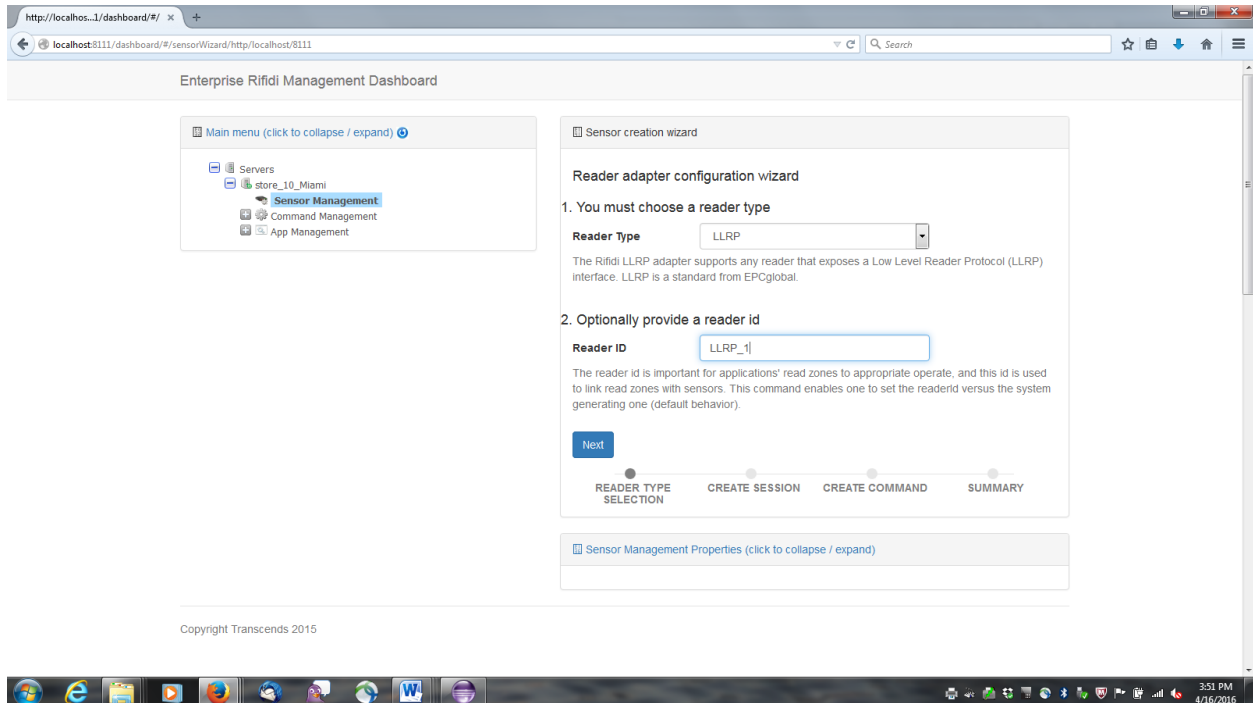 http://localhos...1/dashboard/#/
localhost:8111/dashboard/#/sensorWizard/http/localhost/8111
Search
Enterprise Rifidi Management Dashboard
Main menu (click to collapse / expand)
Servers
store_10_Miami
Sensor Management
Command Management
App Management
Sensor creation wizard
Reader adapter configuration wizard
1. You must choose a reader type
Reader Type LLRP
The Rifidi LLRP adapter supports any reader that exposes a Low Level Reader Protocol (LLRP)
interface. LLRP is a standard from EPCglobal.
2. Optionally provide a reader id
Reader ID LLRP_1
The reader id is important for applications' read zones to appropriate operate, and this id is used
to link read zones with sensors. This command enables one to set the readerId versus the system
generating one (default behavior).
Next
READER TYPE SELECTION
CREATE SESSION
CREATE COMMAND
SUMMARY
Sensor Management Properties (click to collapse / expand)
Copyright Transcends 2015
3:51 PM
4/16/2016